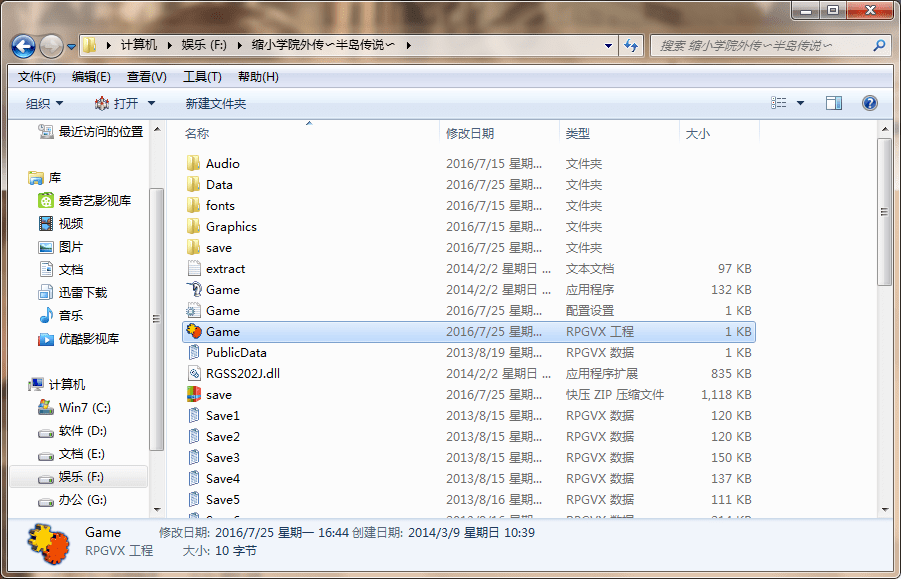 计算机 娱乐 (F:) 缩小学院外传~半岛传说~
搜索 缩小学院外传~半岛传说~
文件(F) 编辑(E) 查看(V) 工具(T) 帮助(H)
组织 打开 新建文件夹
最近访问的位置
库
爱奇艺影视库
视频
图片
文档
迅雷下载
音乐
优酷影视库
计算机
Win7 (C:)
软件 (D:)
文档 (E:)
娱乐 (F:)
办公 (G:)
名称 修改日期 类型 大小
Audio 2016/7/15 星期... 文件夹
Data 2016/7/25 星期... 文件夹
fonts 2016/7/15 星期... 文件夹
Graphics 2016/7/15 星期... 文件夹
save 2016/7/25 星期... 文件夹
extract 2014/2/2 星期日 ... 文本文档 97 KB
Game 2014/2/2 星期日 ... 应用程序 132 KB
Game 2016/7/25 星期... 配置设置 1 KB
Game 2016/7/25 星期... RPGVX 工程 1 KB
PublicData 2013/8/19 星期... RPGVX 数据 1 KB
RGSS202J.dll 2014/2/2 星期日 ... 应用程序扩展 835 KB
save 2016/7/25 星期... 快压 ZIP 压缩文件 1,118 KB
Save1 2013/8/15 星期... RPGVX 数据 120 KB
Save2 2013/8/15 星期... RPGVX 数据 120 KB
Save3 2013/8/15 星期... RPGVX 数据 150 KB
Save4 2013/8/15 星期... RPGVX 数据 137 KB
Save5 2013/8/16 星期... RPGVX 数据 111 KB
Game 修改日期: 2016/7/25 星期一 16:44 创建日期: 2014/3/9 星期日 10:39
RPGVX 工程 大小: 10 字节